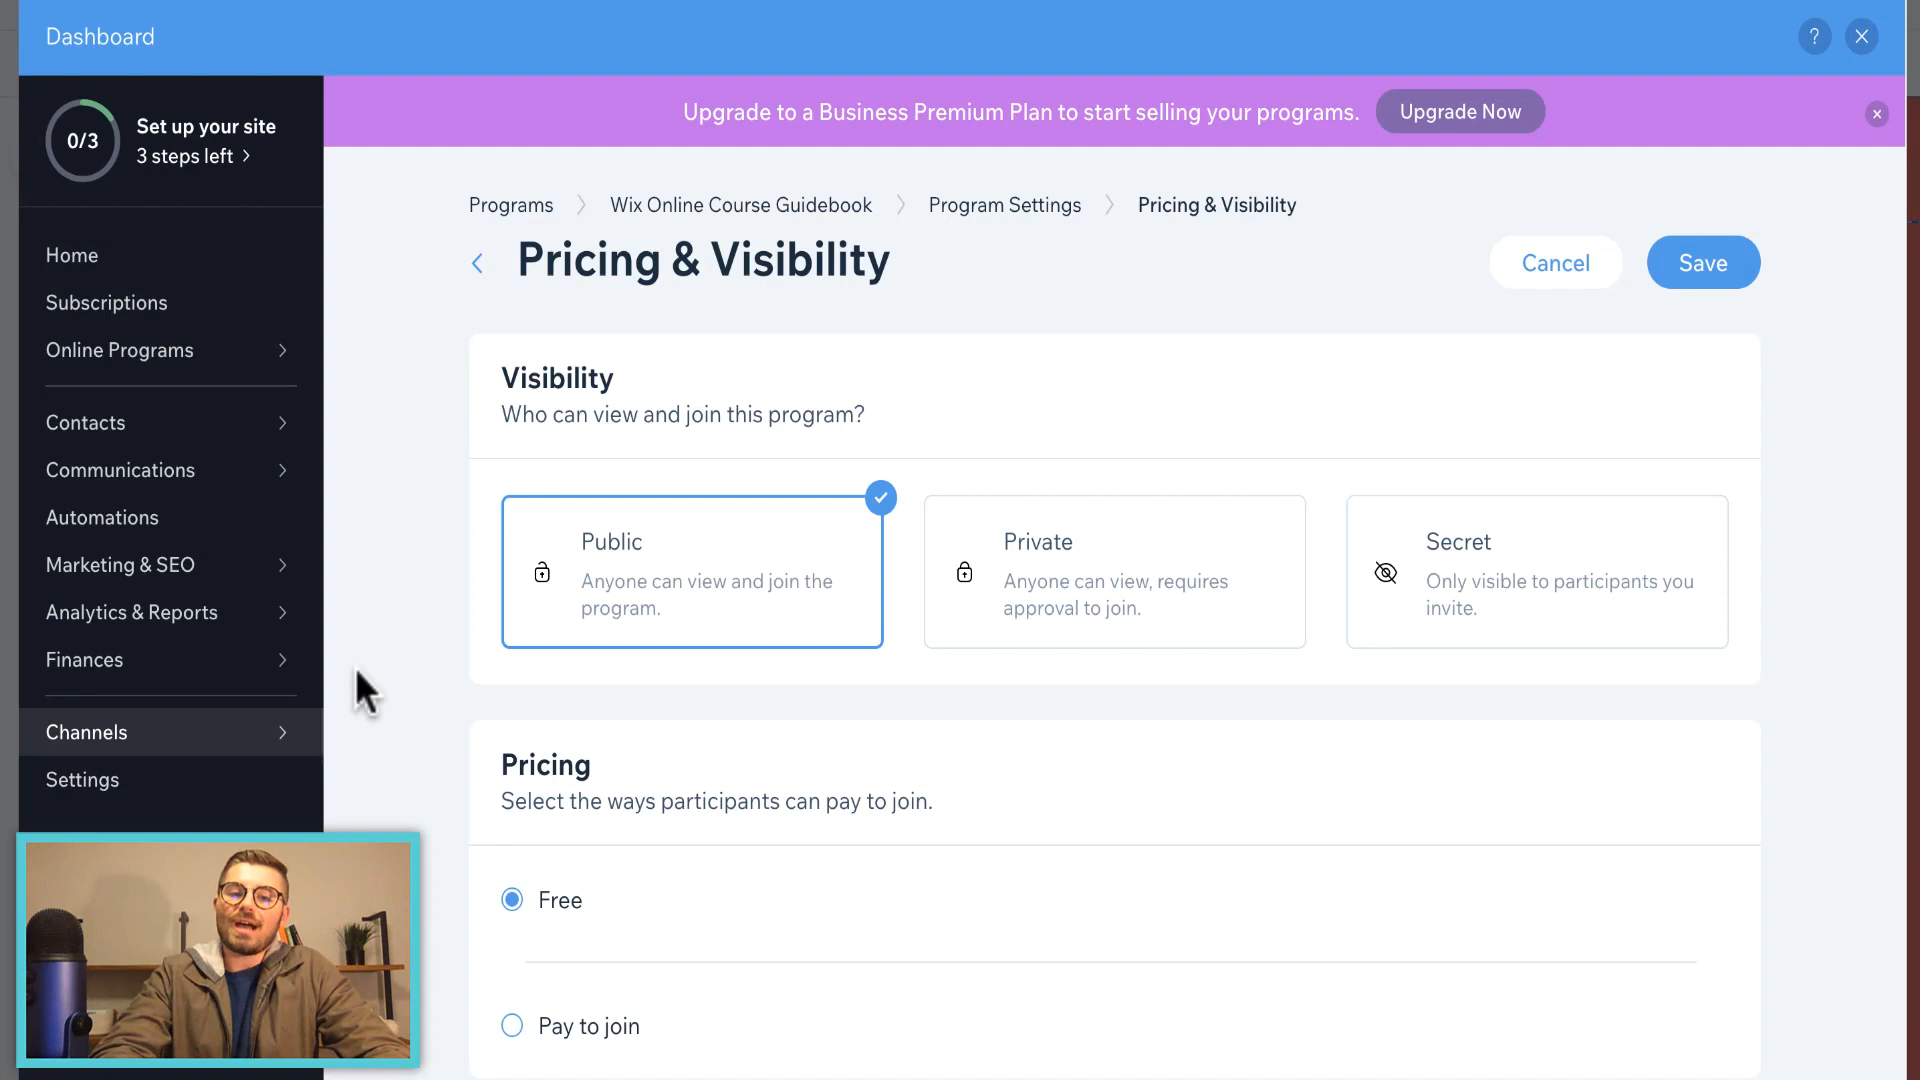 Dashboard
?
0/3
Set up your site
3 steps left
Upgrade to a Business Premium Plan to start selling your programs.
Upgrade Now
Home
Subscriptions
Online Programs
Contacts
Communications
Automations
Marketing & SEO
Analytics & Reports
Finances
Channels
Settings
Programs
Wix Online Course Guidebook
Program Settings
Pricing & Visibility
Pricing & Visibility
Cancel
Save
Visibility
Who can view and join this program?
Public
Anyone can view and join the
program.
Private
Anyone can view, requires
approval to join.
Secret
Only visible to participants you
invite.
Pricing
Select the ways participants can pay to join.
Free
Pay to join